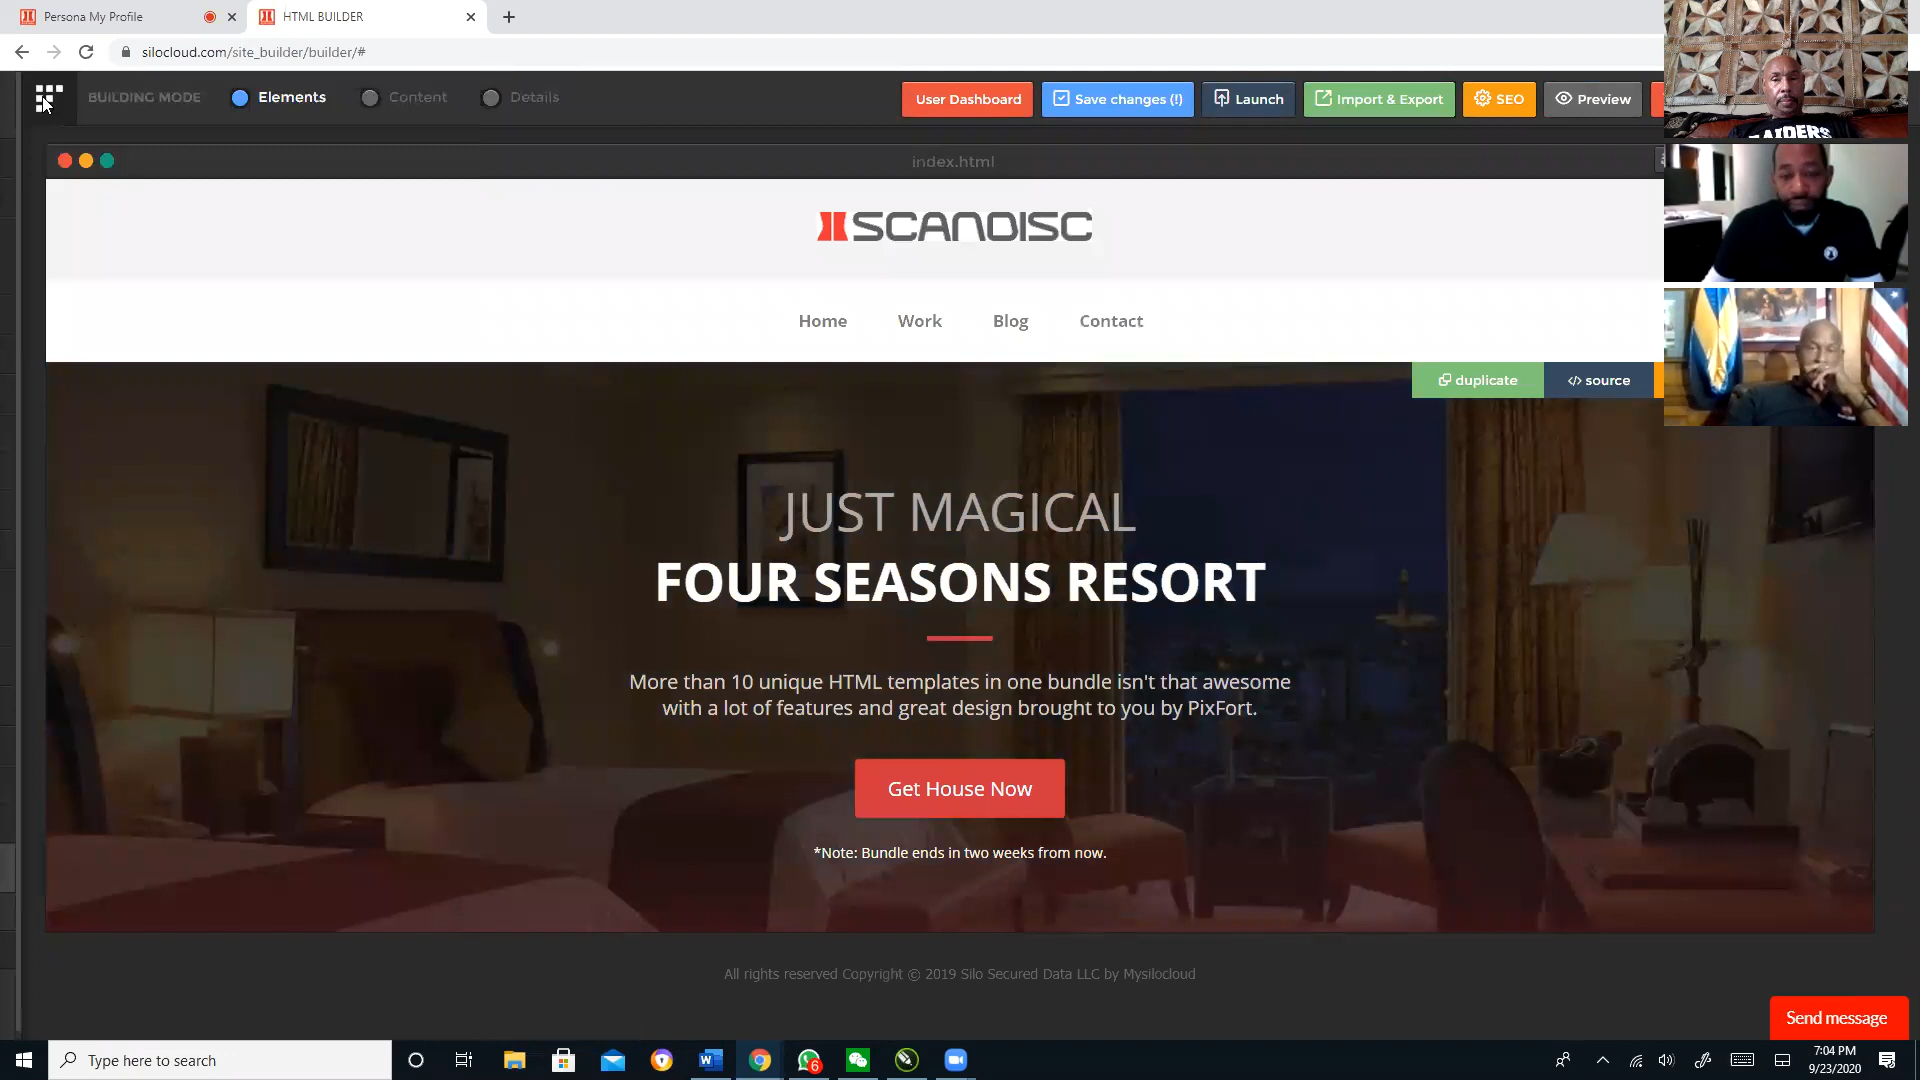 Persona My Profile
HTML BUILDER
silocloud.com/site_builder/builder/#
BUILDING MODE
Elements
Content
Details
User Dashboard
Save changes (!)
Launch
Import & Export
SEO
Preview
index.html
SCANDISC
Home
Work
Blog
Contact
duplicate
</> source
JUST MAGICAL
FOUR SEASONS RESORT
More than 10 unique HTML templates in one bundle isn't that awesome
with a lot of features and great design brought to you by PixFort.
Get House Now
*Note: Bundle ends in two weeks from now.
All rights reserved Copyright © 2019 Silo Secured Data LLC by Mysilocloud
Send message
RAIDERS
Type here to search
6
7:04 PM
9/23/2020